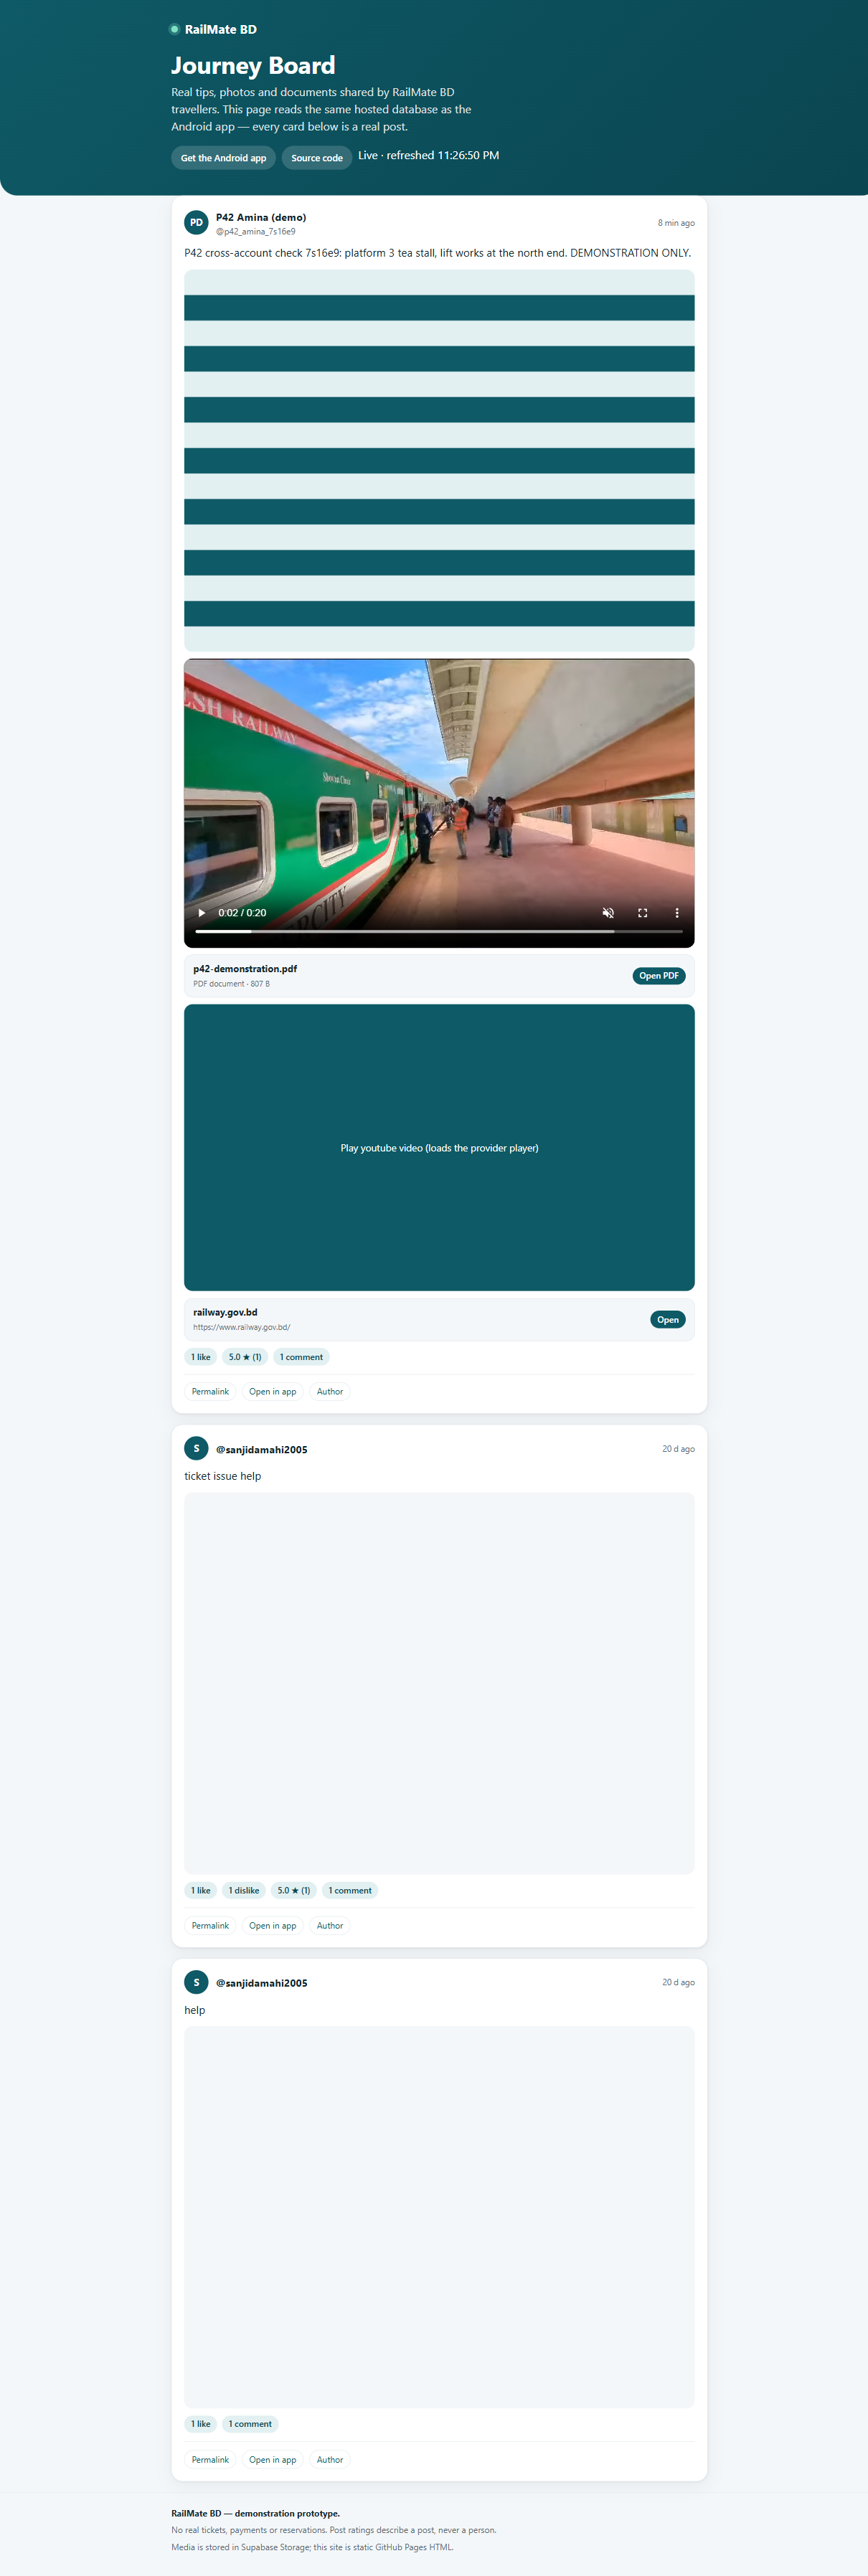 RailMate BD
Journey Board
Real tips, photos and documents shared by RailMate BD
travellers. This page reads the same hosted database as the
Android app — every card below is a real post.
Get the Android app
Source code
Live · refreshed 11:26:50 PM
PD
P42 Amina (demo)
@p42_amina_7s16e9
8 min ago
P42 cross-account check 7s16e9: platform 3 tea stall, lift works at the north end. DEMONSTRATION ONLY.
ESH RAILWAY
0:02 / 0:20
p42-demonstration.pdf
PDF document · 807 B
Open PDF
Play youtube video (loads the provider player)
railway.gov.bd
https://www.railway.gov.bd/
Open
1 like
5.0 ★ (1)
1 comment
Permalink
Open in app
Author
S
@sanjidamahi2005
20 d ago
ticket issue help
1 like
1 dislike
5.0 ★ (1)
1 comment
Permalink
Open in app
Author
S
@sanjidamahi2005
20 d ago
help
1 like
1 comment
Permalink
Open in app
Author
RailMate BD — demonstration prototype.
No real tickets, payments or reservations. Post ratings describe a post, never a person.
Media is stored in Supabase Storage; this site is static GitHub Pages HTML.